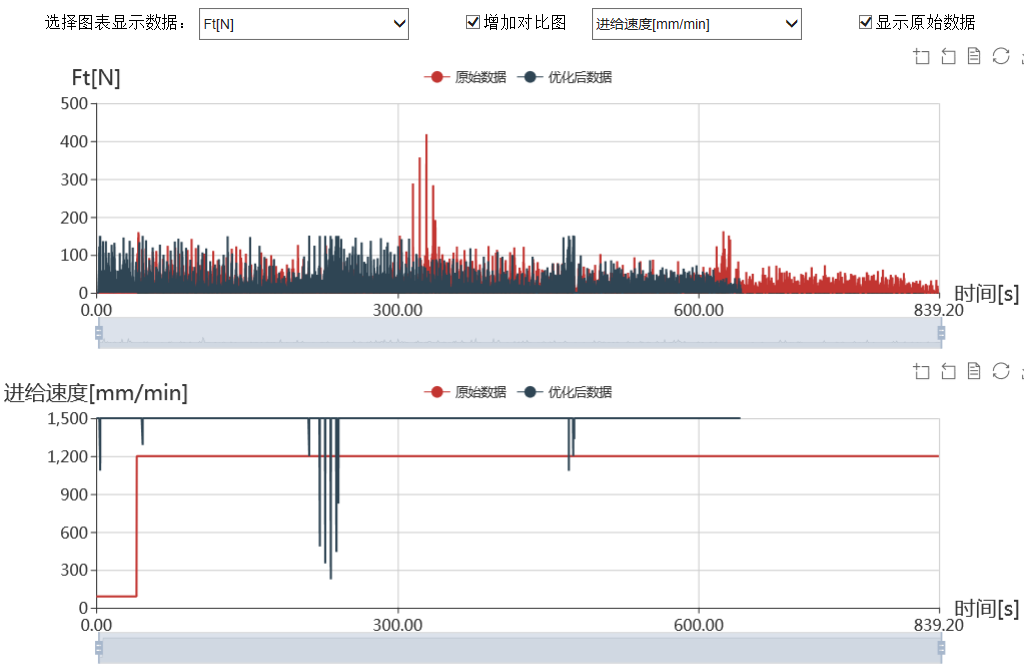 选择图表显示数据： Ft[N] 增加对比图 进给速度[mm/min] 显示原始数据
Ft[N] 原始数据 优化后数据
500
400
300
200
100
0
0.00 300.00 600.00 839.20 时间[s]
进给速度[mm/min] 原始数据 优化后数据
1,500
1,200
900
600
300
0
0.00 300.00 600.00 839.20 时间[s]